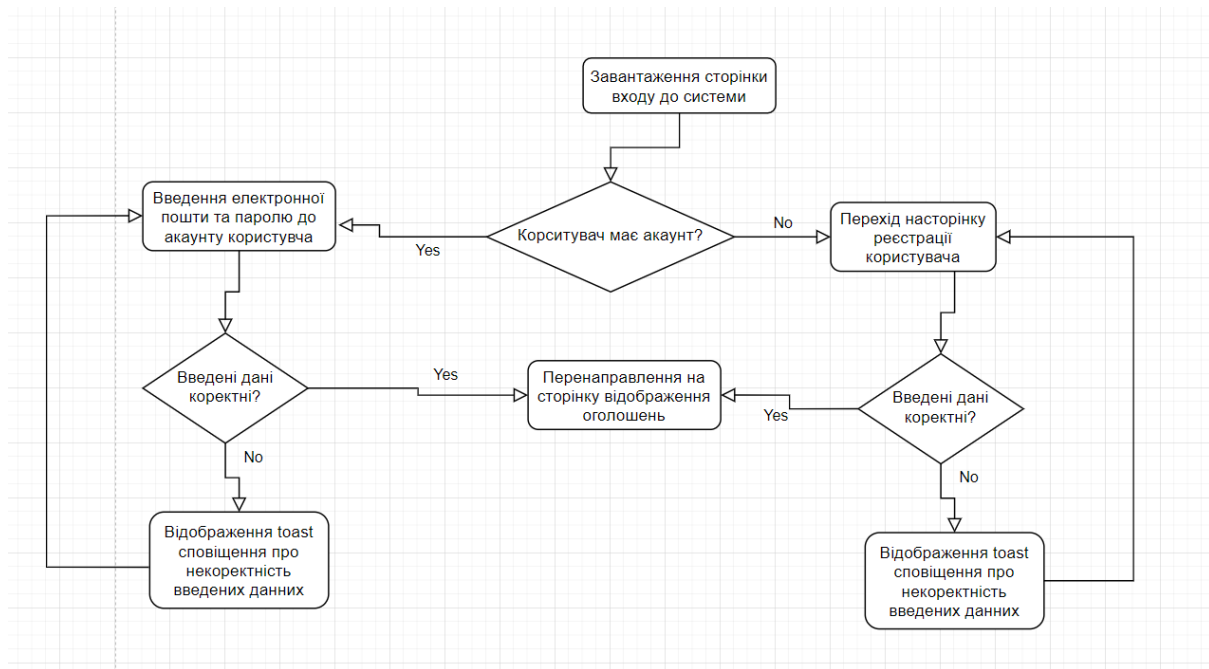 Завантаження сторінки
входу до системи
Введення електронної
пошти та паролю до
акаунту користувча
Yes
Корситувач має акаунт?
No
Перехід насторінку
реєстрації
користувача
Введені дані
коректні?
Yes
Перенаправлення на
сторінку відображення
оголошень
Yes
Введені дані
коректні?
No
No
Відображення toast
сповіщення про
некоректність
введених данних
Відображення toast
сповіщення про
некоректність
введених данних